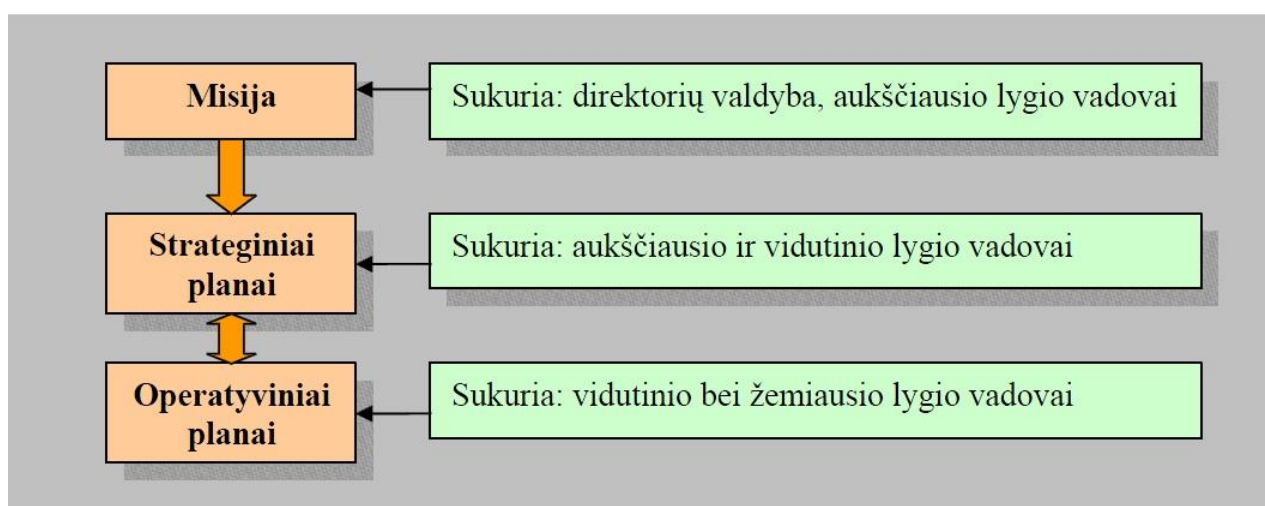 Misija
Sukuria: direktorių valdyba, aukščiausio lygio vadovai
Strateginiai
planai
Sukuria: aukščiausio ir vidutinio lygio vadovai
Operatyviniai
planai
Sukuria: vidutinio bei žemiausio lygio vadovai